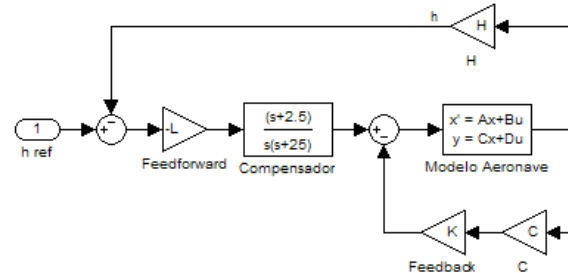 h
H
H
1
h ref
+
-
-L
Feedforward
(s+2.5)
s(s+25)
Compensador
+
-
x' = Ax+Bu
y = Cx+Du
Modelo Aeronave
K
Feedback
C
C